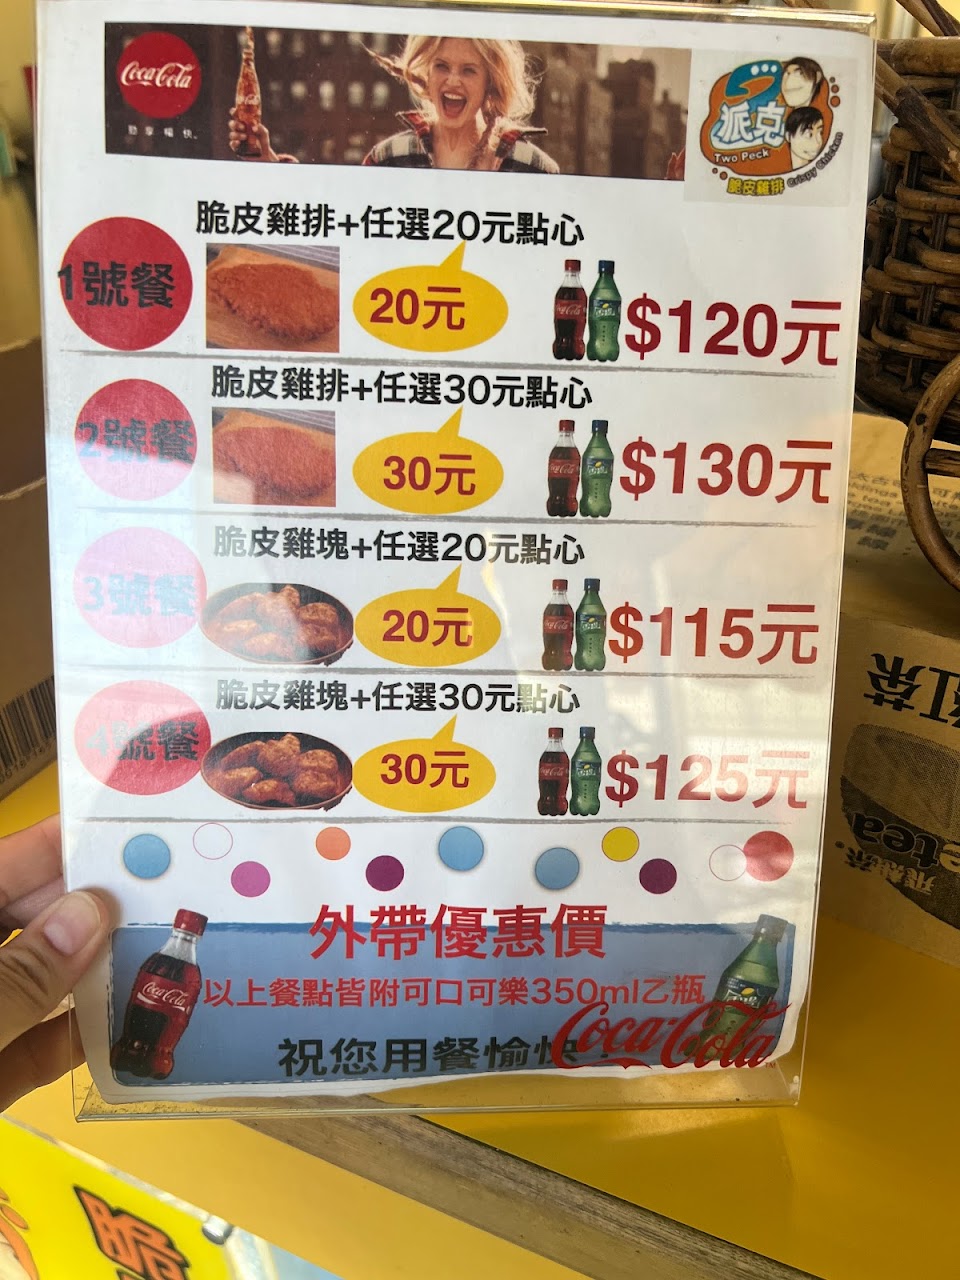 Coca-Cola
派克
Two Peck
脆皮雞排 Crispy Chicken
脆皮雞排+任選20元點心
1號餐
20元
$120元
脆皮雞排+任選30元點心
2號餐
30元
$130元
脆皮雞塊+任選20元點心
3號餐
20元
$115元
脆皮雞塊+任選30元點心
4號餐
30元
$125元
外帶優惠價
Coca-Cola
以上餐點皆附可口可樂350ml乙瓶
祝您用餐愉快！
Coca-Cola
紅茶